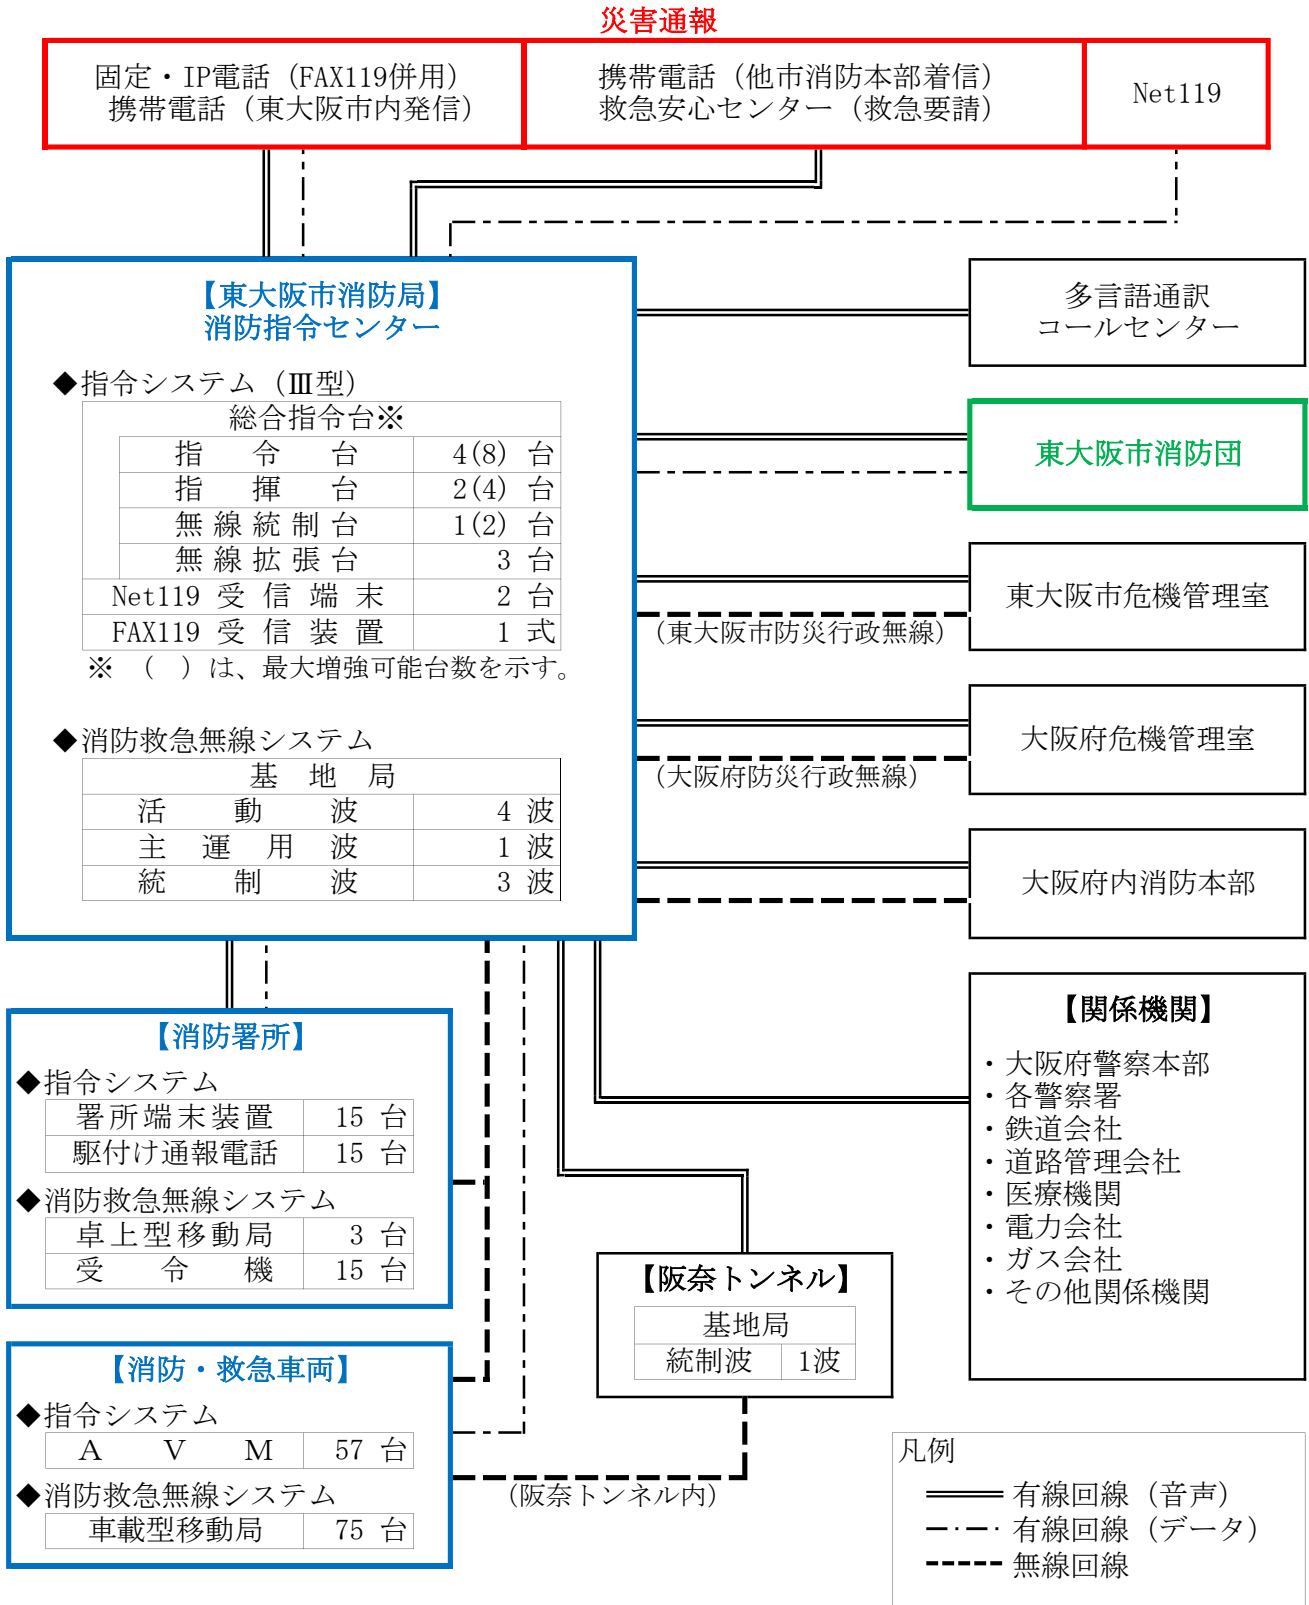 災害通報
固定・IP電話（FAX119併用）
携帯電話（東大阪市内発信）
携帯電話（他市消防本部着信）
救急安心センター（救急要請）
Net119
【東大阪市消防局】
消防指令センター
◆指令システム（Ⅲ型）
総合指令台※
指令台 4(8) 台
指揮台 2(4) 台
無線統制台 1(2) 台
無線拡張台 3 台
Net119 受信端末 2 台
FAX119 受信装置 1 式
※ （ ）は、最大増強可能台数を示す。
◆消防救急無線システム
基地局
活動波 4 波
主運用波 1 波
統制波 3 波
多言語通訳
コールセンター
東大阪市消防団
東大阪市危機管理室
（東大阪市防災行政無線）
大阪府危機管理室
（大阪府防災行政無線）
大阪府内消防本部
【関係機関】
・大阪府警察本部
・各警察署
・鉄道会社
・道路管理会社
・医療機関
・電力会社
・ガス会社
・その他関係機関
【消防署所】
◆指令システム
署所端末装置 15 台
駆付け通報電話 15 台
◆消防救急無線システム
卓上型移動局 3 台
受令機 15 台
【阪奈トンネル】
基地局
統制波 1波
【消防・救急車両】
◆指令システム
ＡＶＭ 57 台
◆消防救急無線システム
車載型移動局 75 台
（阪奈トンネル内）
凡例
有線回線（音声）
有線回線（データ）
無線回線